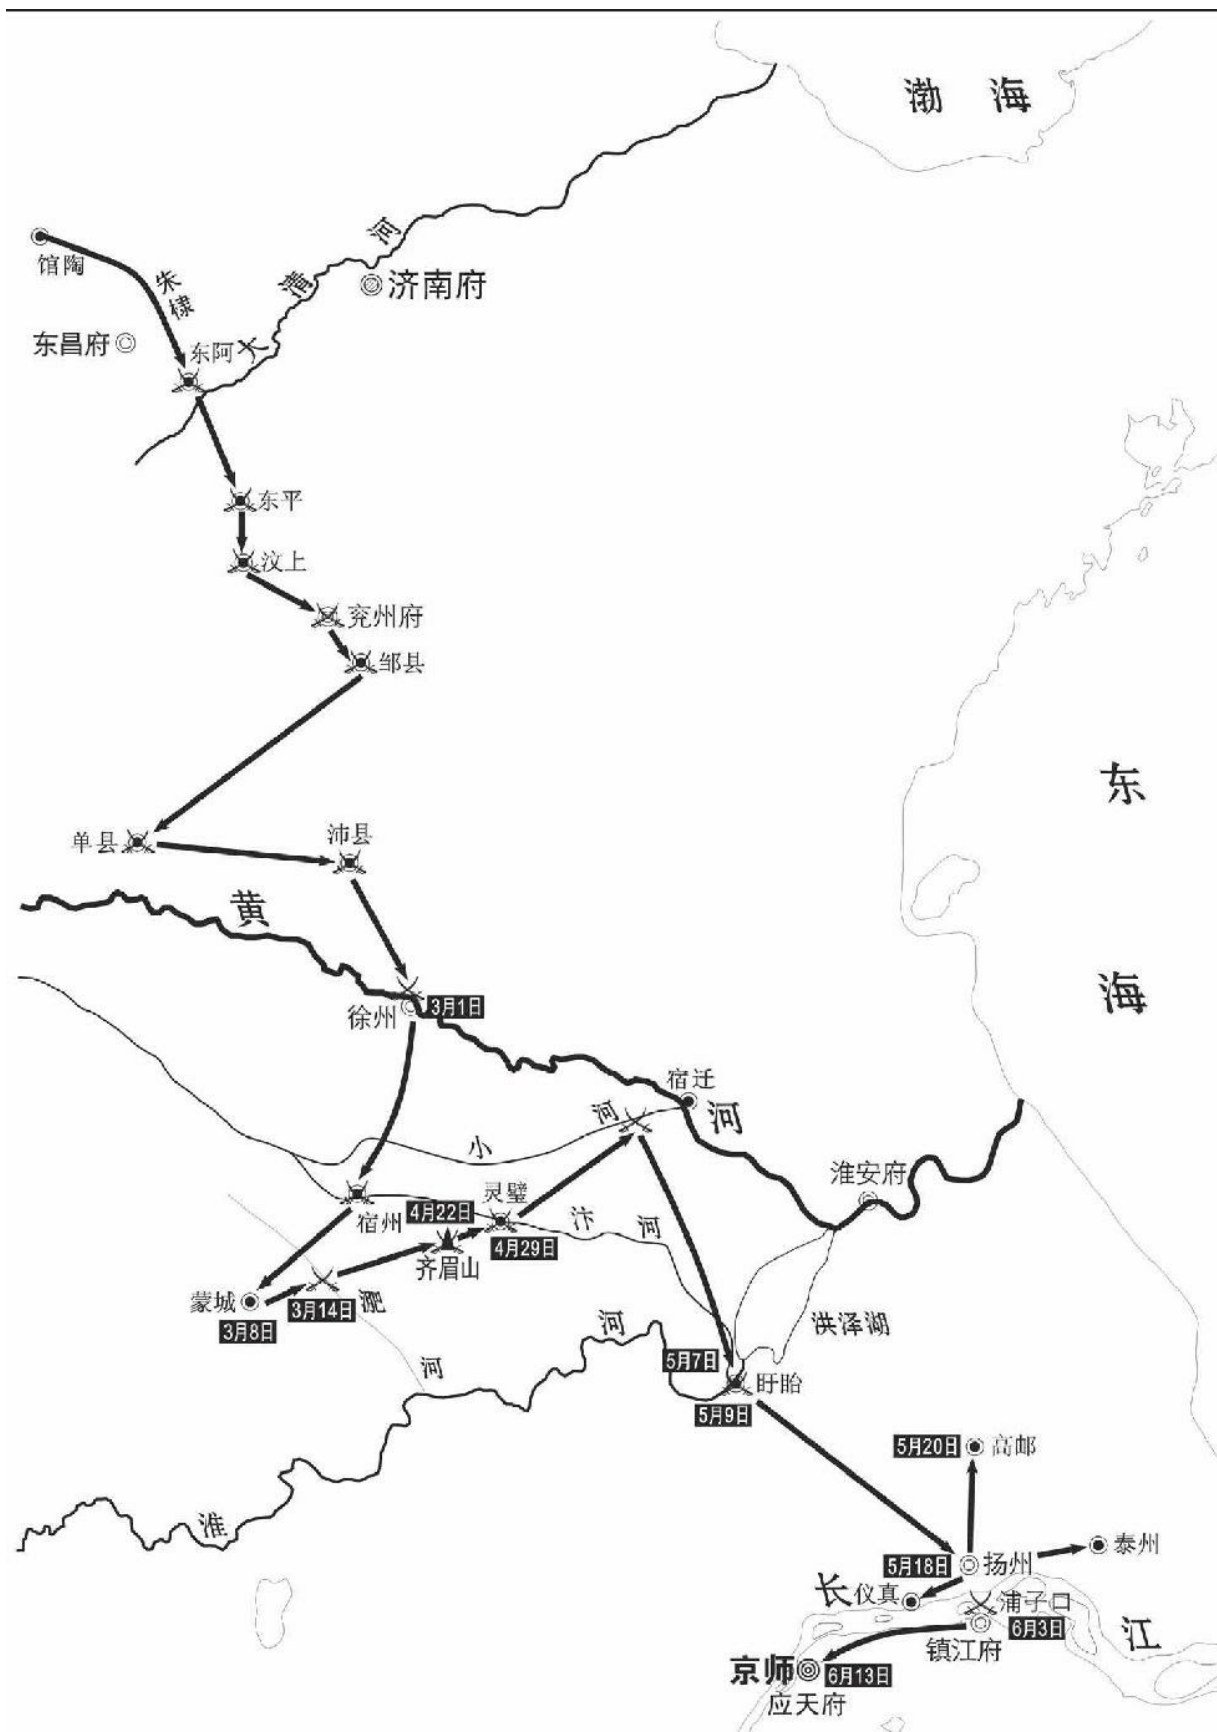 渤海
馆陶
朱棣
大清河
济南府
东昌府
东阿
东平
汶上
兖州府
邹县
东海
单县
沛县
黄河
徐州
3月1日
宿迁
小河
淮安府
灵璧
4月22日
宿州
汴河
4月29日
齐眉山
蒙城
3月14日
淝河
3月8日
洪泽湖
5月7日
盱眙
5月9日
淮河
5月20日
高邮
泰州
5月18日
扬州
长江
仪真
浦子口
6月3日
镇江府
京师
6月13日
应天府